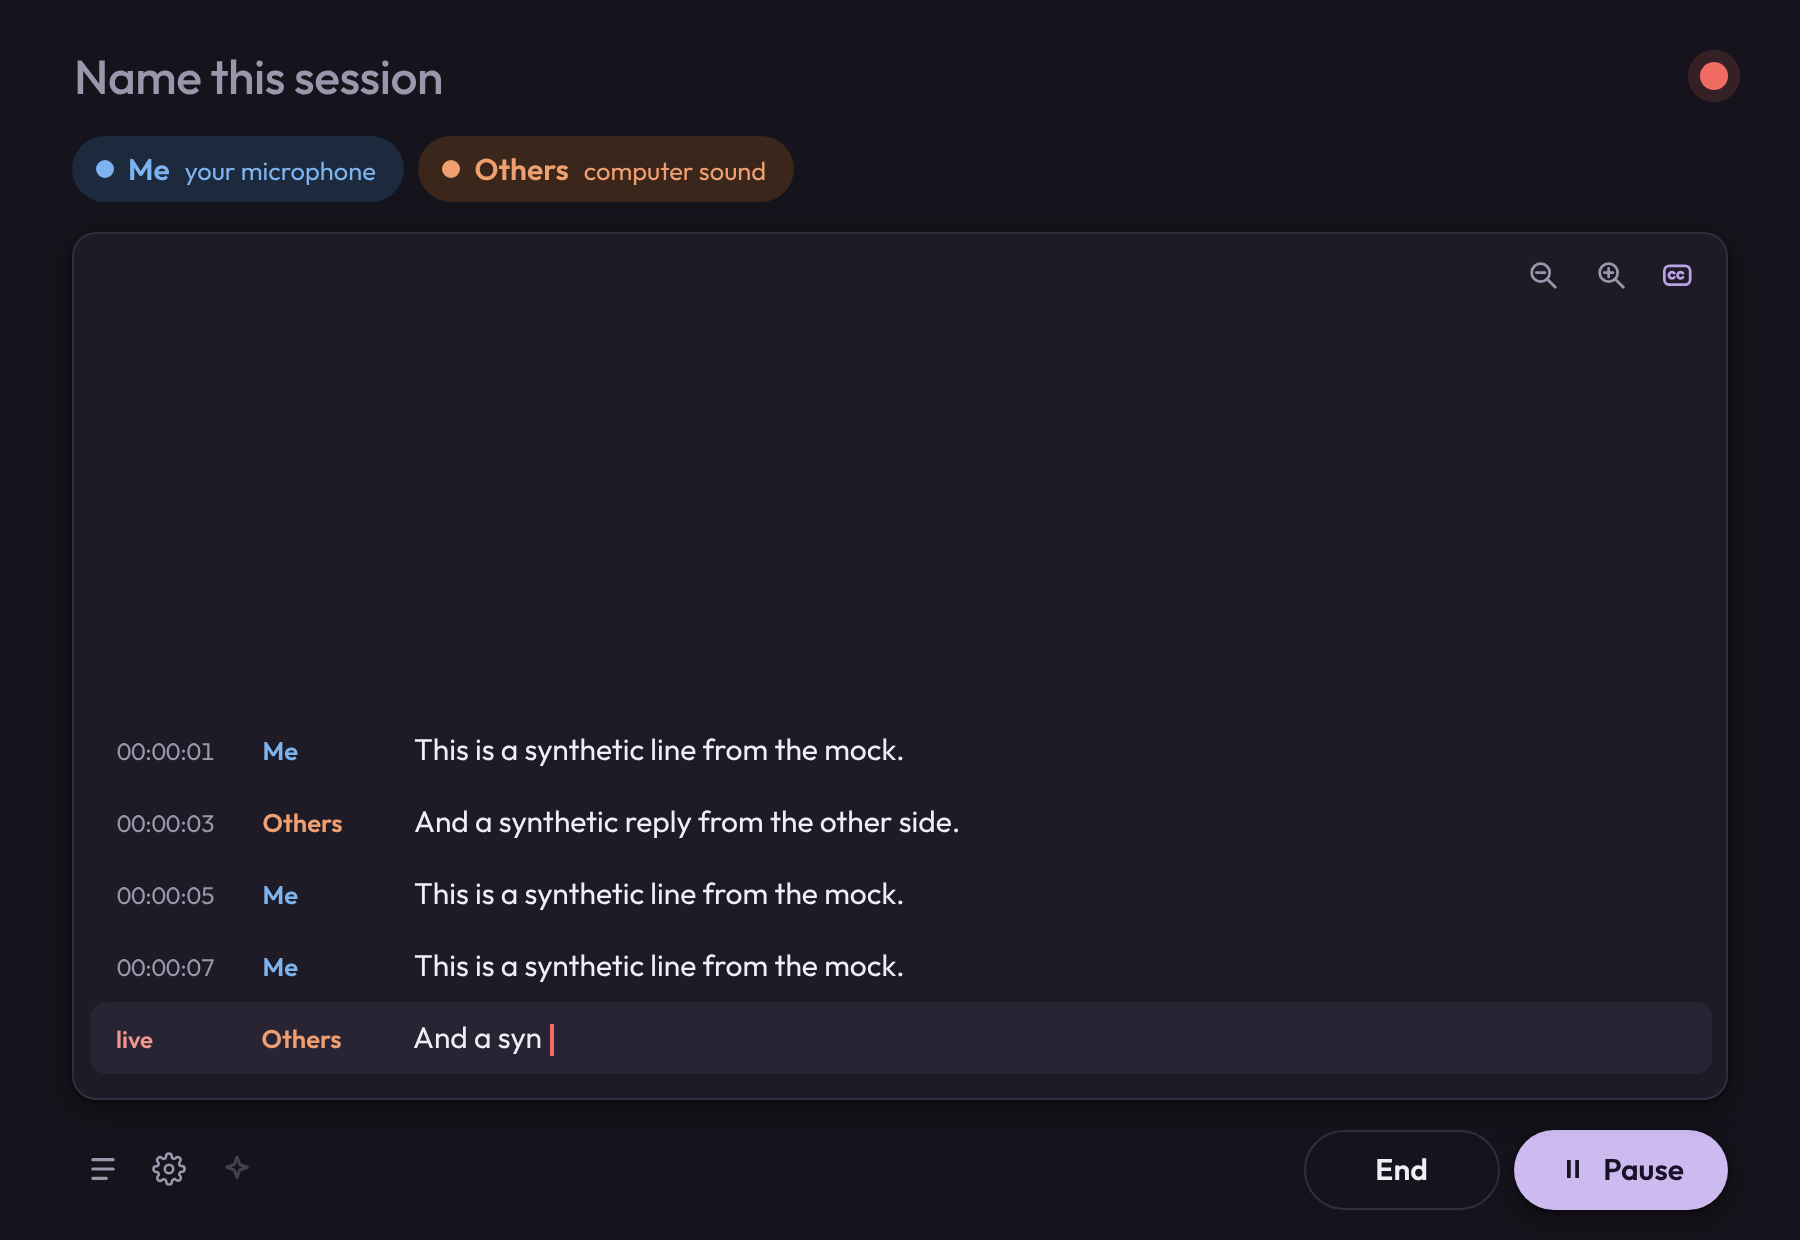 Name this session
Me your microphone Others computer sound
CC
00:00:01 Me This is a synthetic line from the mock.
00:00:03 Others And a synthetic reply from the other side.
00:00:05 Me This is a synthetic line from the mock.
00:00:07 Me This is a synthetic line from the mock.
live Others And a syn
End Pause